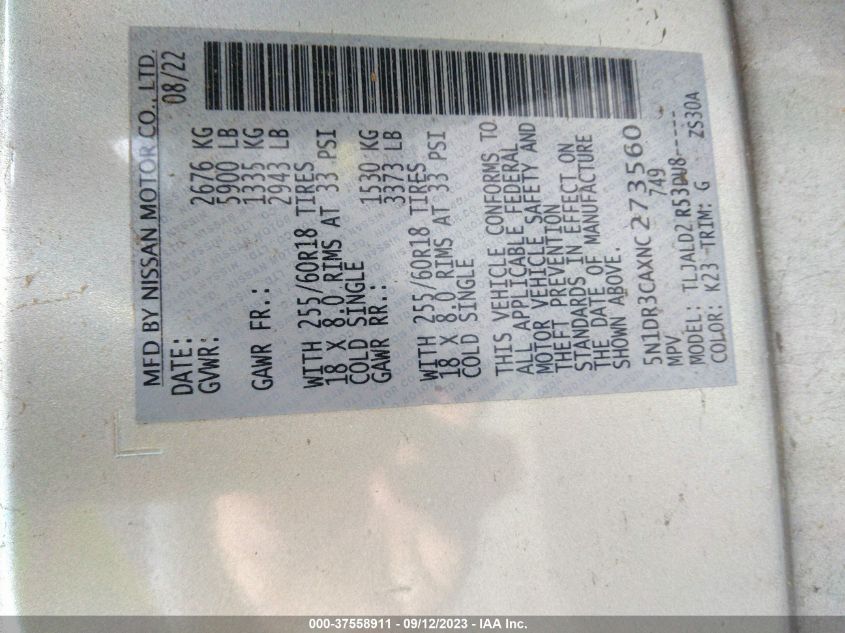 MFD BY NISSAN MOTOR CO., LTD.
DATE: 08/22
GVWR: 2676 KG
5900 LB
GAWR FR.: 1335 KG
2943 LB
WITH 255/60R18 TIRES
18 X 8.0 RIMS AT 33 PSI
COLD SINGLE
GAWR RR.: 1530 KG
3373 LB
WITH 255/60R18 TIRES
18 X 8.0 RIMS AT 33 PSI
COLD SINGLE
THIS VEHICLE CONFORMS TO
ALL APPLICABLE FEDERAL
MOTOR VEHICLE SAFETY AND
THEFT PREVENTION
STANDARDS IN EFFECT ON
THE DATE OF MANUFACTURE
SHOWN ABOVE.
5N1DR3CAXNC273560
MPV 749
MODEL: TLJALD2 R53DU8-----
COLOR: K23 TRIM: G ZS30A
000-37558911 - 09/12/2023 - IAA Inc.